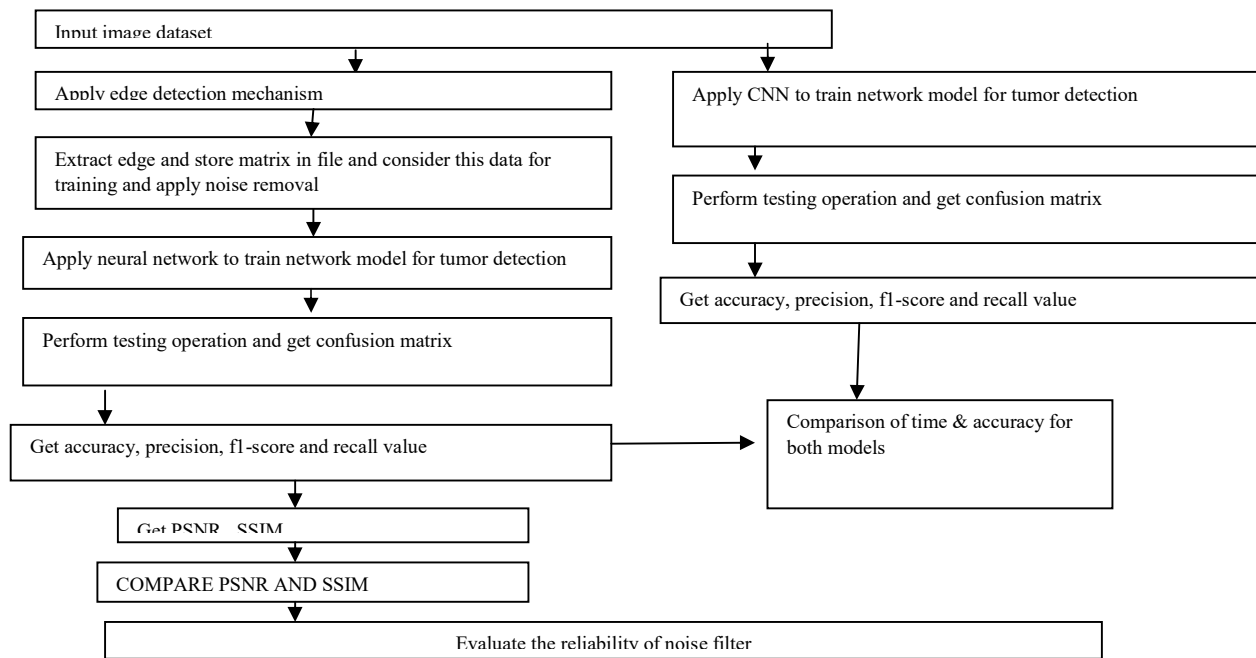 Input image dataset
Apply edge detection mechanism
Extract edge and store matrix in file and consider this data for
training and apply noise removal
Apply neural network to train network model for tumor detection
Perform testing operation and get confusion matrix
Get accuracy, precision, f1-score and recall value
Get PSNR SSIM
COMPARE PSNR AND SSIM
Evaluate the reliability of noise filter
Apply CNN to train network model for tumor detection
Perform testing operation and get confusion matrix
Get accuracy, precision, f1-score and recall value
Comparison of time & accuracy for
both models